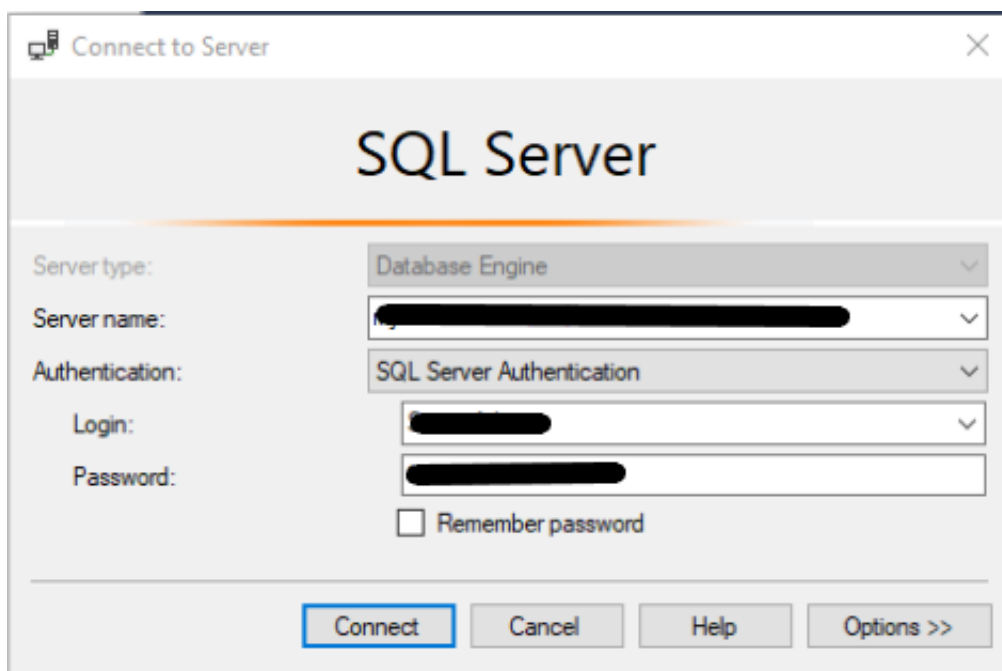 Connect to Server
SQL Server
Server type: Database Engine
Server name:
Authentication: SQL Server Authentication
Login:
Password:
Remember password
Connect Cancel Help Options >>